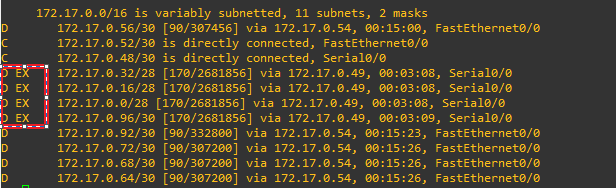 172.17.0.0/16 is variably subnetted, 11 subnets, 2 masks
D 172.17.0.56/30 [90/307456] via 172.17.0.54, 00:15:00, FastEthernet0/0
C 172.17.0.52/30 is directly connected, FastEthernet0/0
C 172.17.0.48/30 is directly connected, Serial0/0
D EX 172.17.0.32/28 [170/2681856] via 172.17.0.49, 00:03:08, Serial0/0
D EX 172.17.0.16/28 [170/2681856] via 172.17.0.49, 00:03:08, Serial0/0
D EX 172.17.0.0/28 [170/2681856] via 172.17.0.49, 00:03:08, Serial0/0
D EX 172.17.0.96/30 [170/2681856] via 172.17.0.49, 00:03:09, Serial0/0
D 172.17.0.92/30 [90/332800] via 172.17.0.54, 00:15:23, FastEthernet0/0
D 172.17.0.72/30 [90/307200] via 172.17.0.54, 00:15:26, FastEthernet0/0
D 172.17.0.68/30 [90/307200] via 172.17.0.54, 00:15:26, FastEthernet0/0
D 172.17.0.64/30 [90/307200] via 172.17.0.54, 00:15:26, FastEthernet0/0